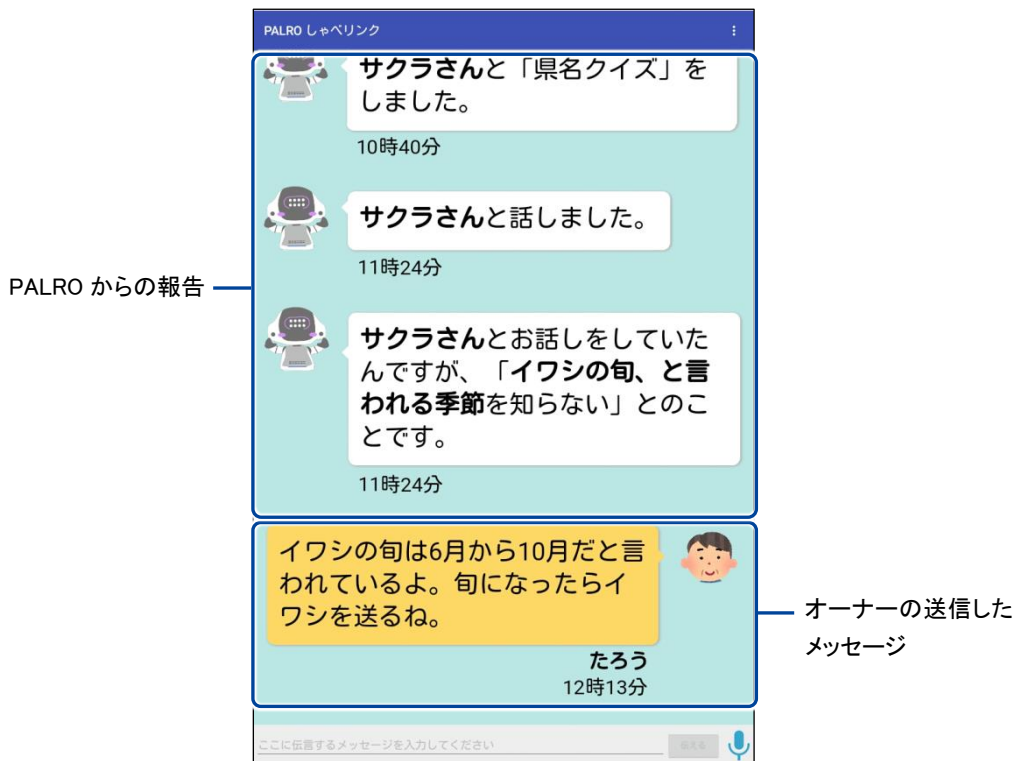 PALRO しゃべリンク
サクラさんと「県名クイズ」を
しました。
10時40分
サクラさんと話しました。
11時24分
PALRO からの報告
サクラさんとお話しをしていた
んですが、「イワシの旬、と言
われる季節を知らない」とのこ
とです。
11時24分
イワシの旬は6月から10月だと言
われているよ。旬になったらイ
ワシを送るね。
たろう
12時13分
オーナーの送信した
メッセージ
ここに伝言するメッセージを入力してください
伝える